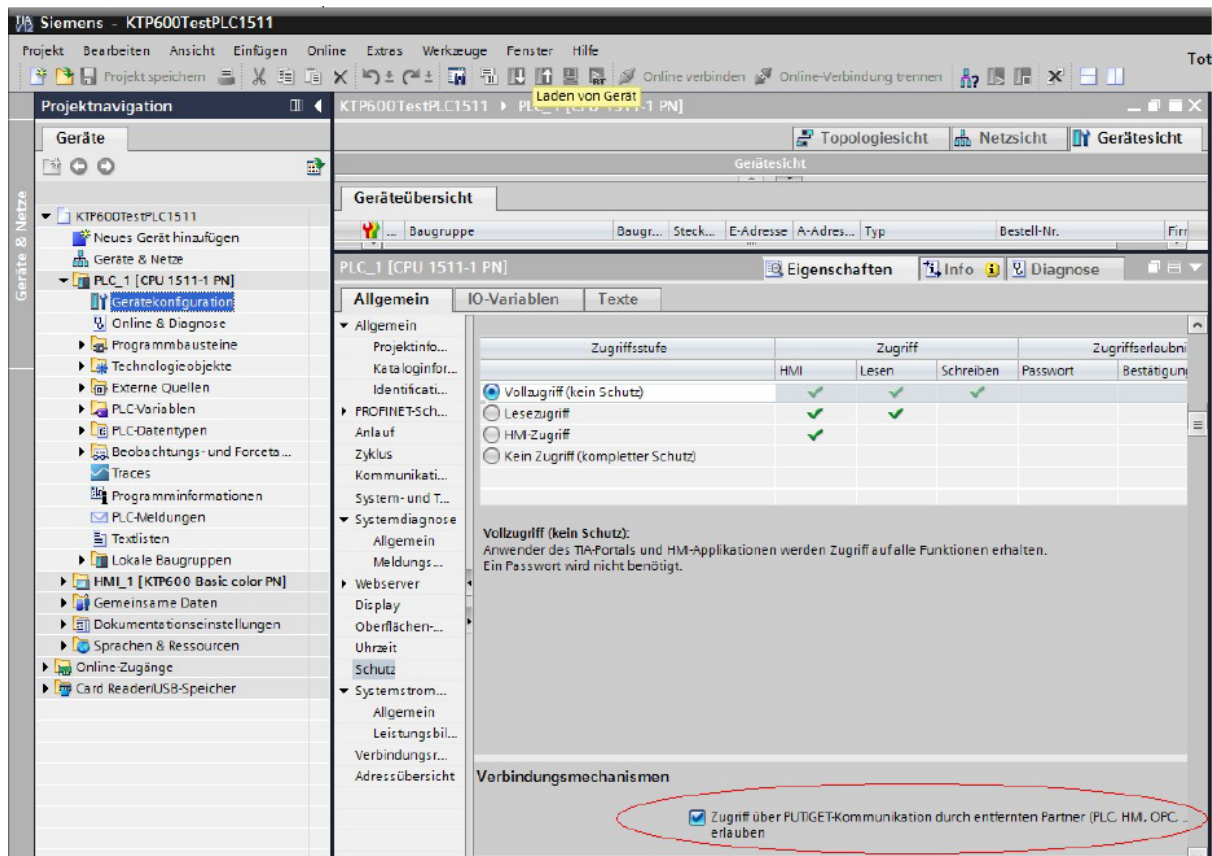 Siemens - KTP600TestPLC1511
Projekt Bearbeiten Ansicht Einfügen Online Extras Werkzeuge Fenster Hilfe
Tot
Projekt speichern Online verbinden Online-Verbindung trennen
Laden von Gerät
Projektnavigation
KTP600TestPLC1511 PLC_1 [CPU 1511-1 PN]
Geräte
Topologiesicht Netzsicht Gerätesicht
Gerätesicht
Geräteübersicht
... Baugruppe Baugr... Steck... E-Adresse A-Adres... Typ Bestell-Nr. Firr
Geräte & Netze
KTP600TestPLC1511
Neues Gerät hinzufügen
Geräte & Netze
PLC_1 [CPU 1511-1 PN]
Gerätekonfiguration
Online & Diagnose
Programmbausteine
Technologieobjekte
Externe Quellen
PLC-Variablen
PLC-Datentypen
Beobachtungs- und Forceta...
Traces
Programminformationen
PLC-Meldungen
Textlisten
Lokale Baugruppen
HMI_1 [KTP600 Basic color PN]
Gemeinsame Daten
Dokumentationseinstellungen
Sprachen & Ressourcen
Online-Zugänge
Card Reader/USB-Speicher
PLC_1 [CPU 1511-1 PN]
Eigenschaften Info Diagnose
Allgemein IO-Variablen Texte
Allgemein
Projektinfo...
Kataloginfor...
Identificati...
PROFINET-Sch...
Anlauf
Zyklus
Kommunikati...
System- und T...
Systemdiagnose
Allgemein
Meldungs...
Webserver
Display
Oberflächen-...
Uhrzeit
Schutz
Systemstrom...
Allgemein
Leistungsbil...
Verbindungsr...
Adressübersicht
Zugriffsstufe Zugriff Zugriffserlaubni
HMI Lesen Schreiben Passwort Bestätigung
Vollzugriff (kein Schutz)
Lesezugriff
HMI-Zugriff
Kein Zugriff (kompletter Schutz)
Vollzugriff (kein Schutz):
Anwender des TIA-Portals und HMI-Applikationen werden Zugriff auf alle Funktionen erhalten.
Ein Passwort wird nicht benötigt.
Verbindungsmechanismen
Zugriff über PUT/GET-Kommunikation durch entfernten Partner (PLC, HMI, OPC, ...
erlauben